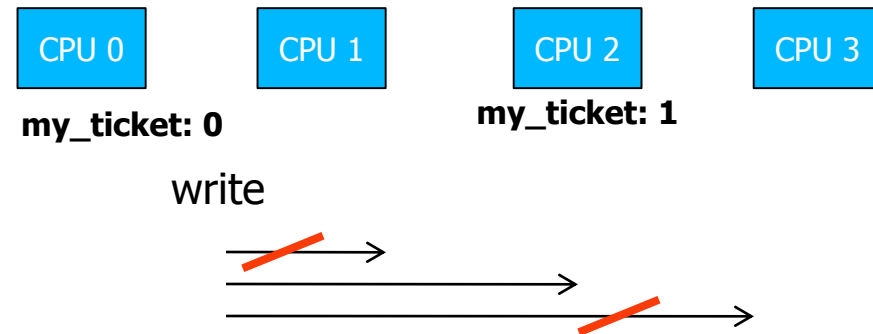 CPU 0 CPU 1 CPU 2 CPU 3
my_ticket: 0 my_ticket: 1
write